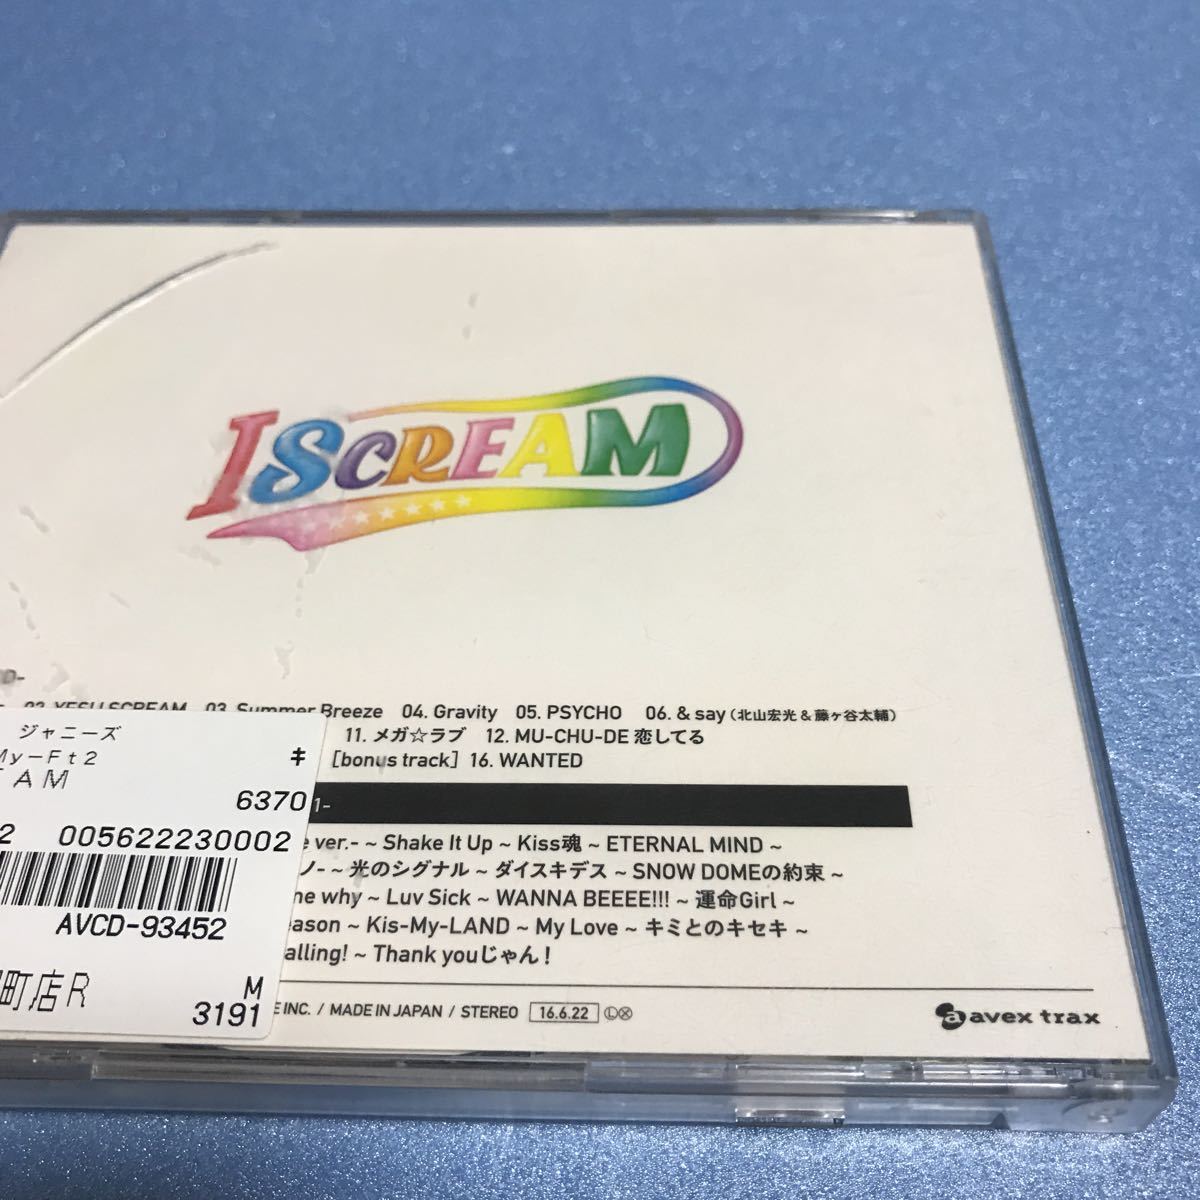 I SCREAM
D-
02. YES! I SCREAM 03. Summer Breeze 04. Gravity 05. PSYCHO 06. & say (北山宏光 & 藤ヶ谷太輔)
11. メガ☆ラブ 12. MU-CHU-DE 恋してる
[bonus track] 16. WANTED
1-
e ver.- ~ Shake It Up ~ Kiss魂 ~ ETERNAL MIND ~
ノ- ~ 光のシグナル ~ ダイスキデス ~ SNOW DOMEの約束 ~
me why ~ Luv Sick ~ WANNA BEEEE!!! ~ 運命Girl ~
eason ~ Kis-My-LAND ~ My Love ~ キミとのキセキ ~
alling! ~ Thank youじゃん!
E INC. / MADE IN JAPAN / STEREO 16.6.22 Ⓛ Ⓧ
avex trax
ジャニーズ
My-Ft2 キ
EAM
6370
2 005622230002
AVCD-93452
町店R M
3191